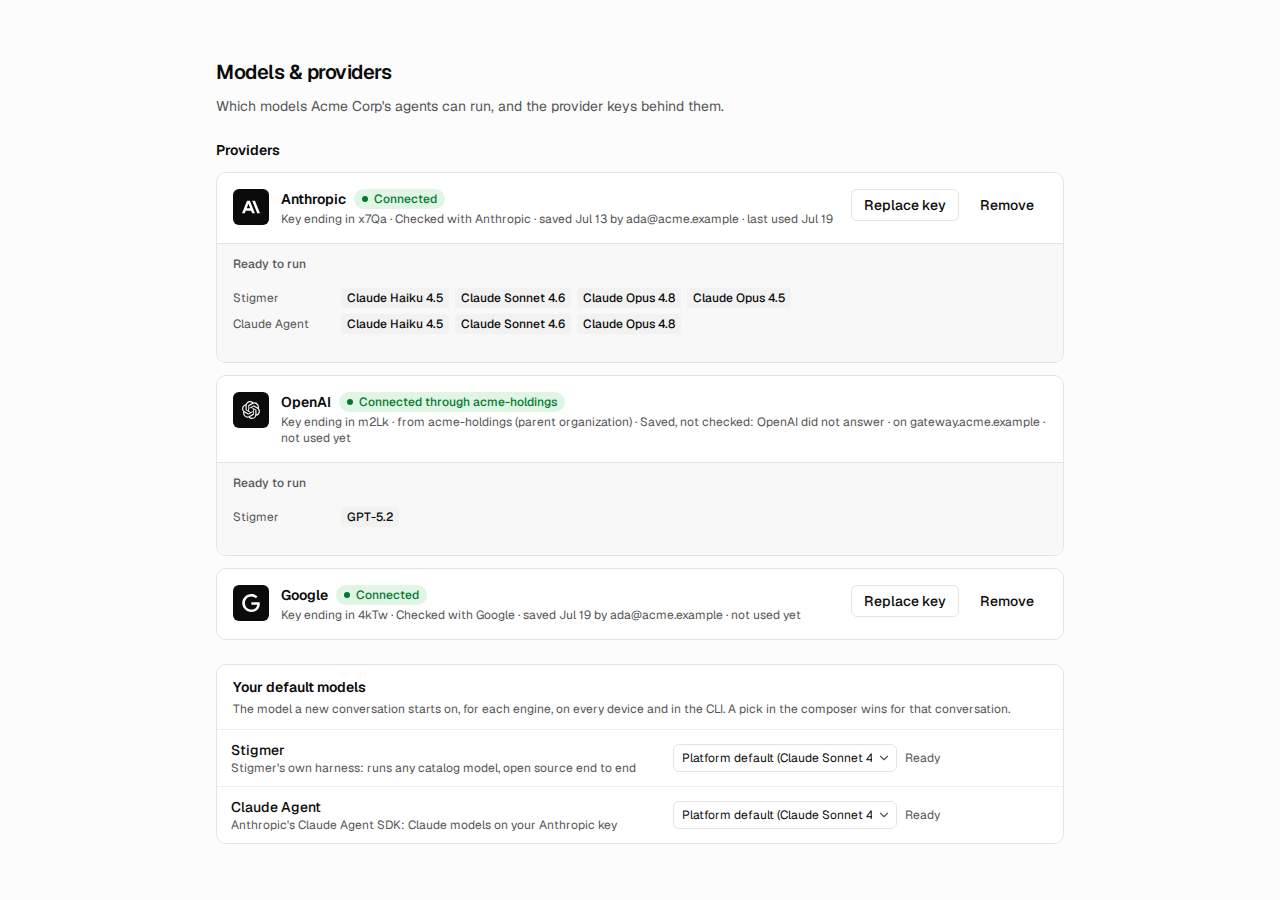 Models & providers
Which models Acme Corp's agents can run, and the provider keys behind them.
Providers
Anthropic Connected
Key ending in x7Qa · Checked with Anthropic · saved Jul 13 by ada@acme.example · last used Jul 19
Replace key Remove
Ready to run
Stigmer Claude Haiku 4.5 Claude Sonnet 4.6 Claude Opus 4.8 Claude Opus 4.5
Claude Agent Claude Haiku 4.5 Claude Sonnet 4.6 Claude Opus 4.8
OpenAI Connected through acme-holdings
Key ending in m2Lk · from acme-holdings (parent organization) · Saved, not checked: OpenAI did not answer · on gateway.acme.example ·
not used yet
Ready to run
Stigmer GPT-5.2
Google Connected
Key ending in 4kTw · Checked with Google · saved Jul 19 by ada@acme.example · not used yet
Replace key Remove
Your default models
The model a new conversation starts on, for each engine, on every device and in the CLI. A pick in the composer wins for that conversation.
Stigmer
Stigmer's own harness: runs any catalog model, open source end to end
Platform default (Claude Sonnet 4 Ready
Claude Agent
Anthropic's Claude Agent SDK: Claude models on your Anthropic key
Platform default (Claude Sonnet 4 Ready